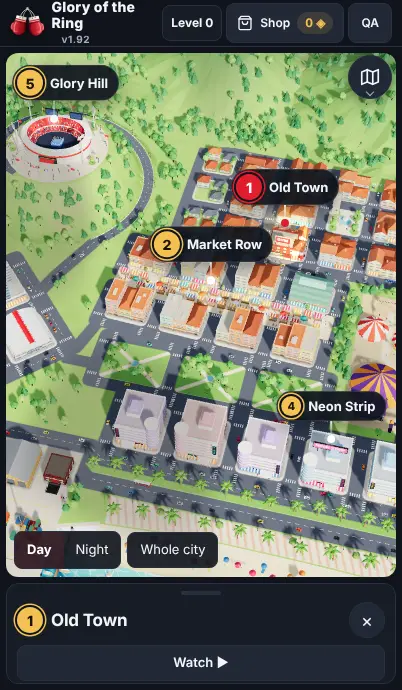 Glory of the
Ring
v1.92
Level 0
Shop
0
QA
5
Glory Hill
1
Old Town
2
Market Row
4
Neon Strip
Day
Night
Whole city
1
Old Town
×
Watch ▶